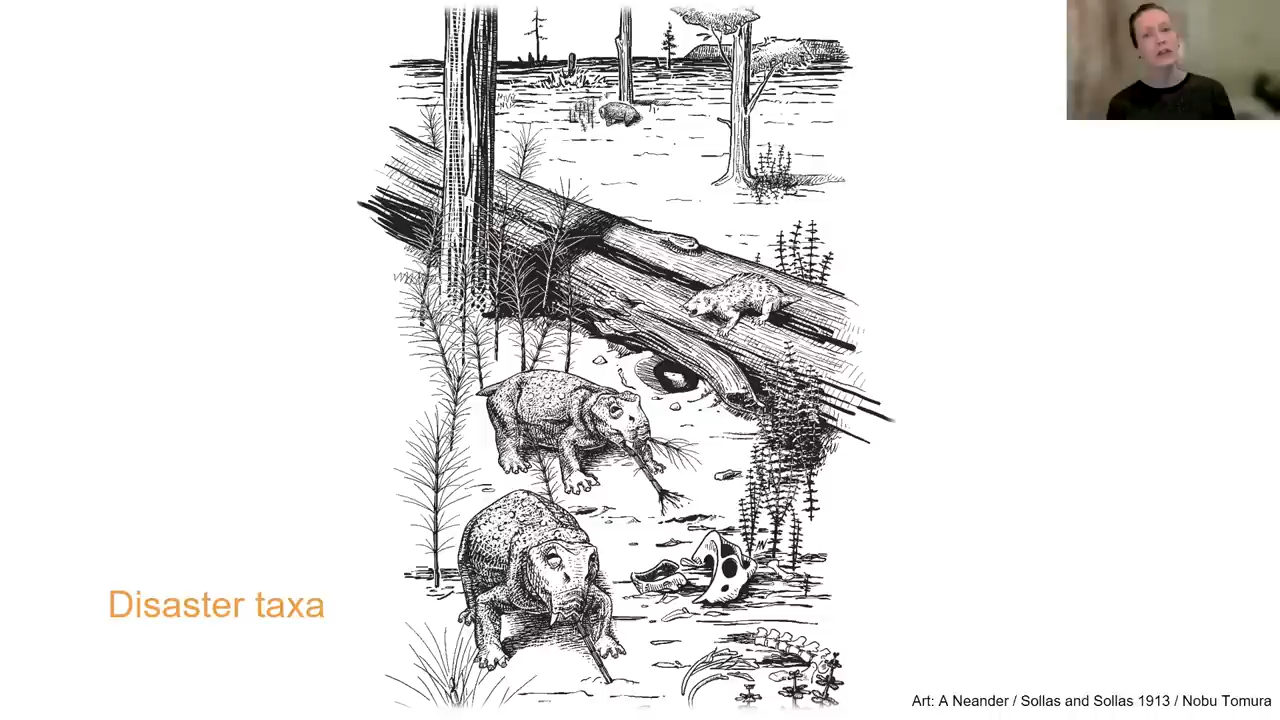 Disaster taxa
Art: A Neander / Sollas and Sollas 1913 / Nobu Tomura